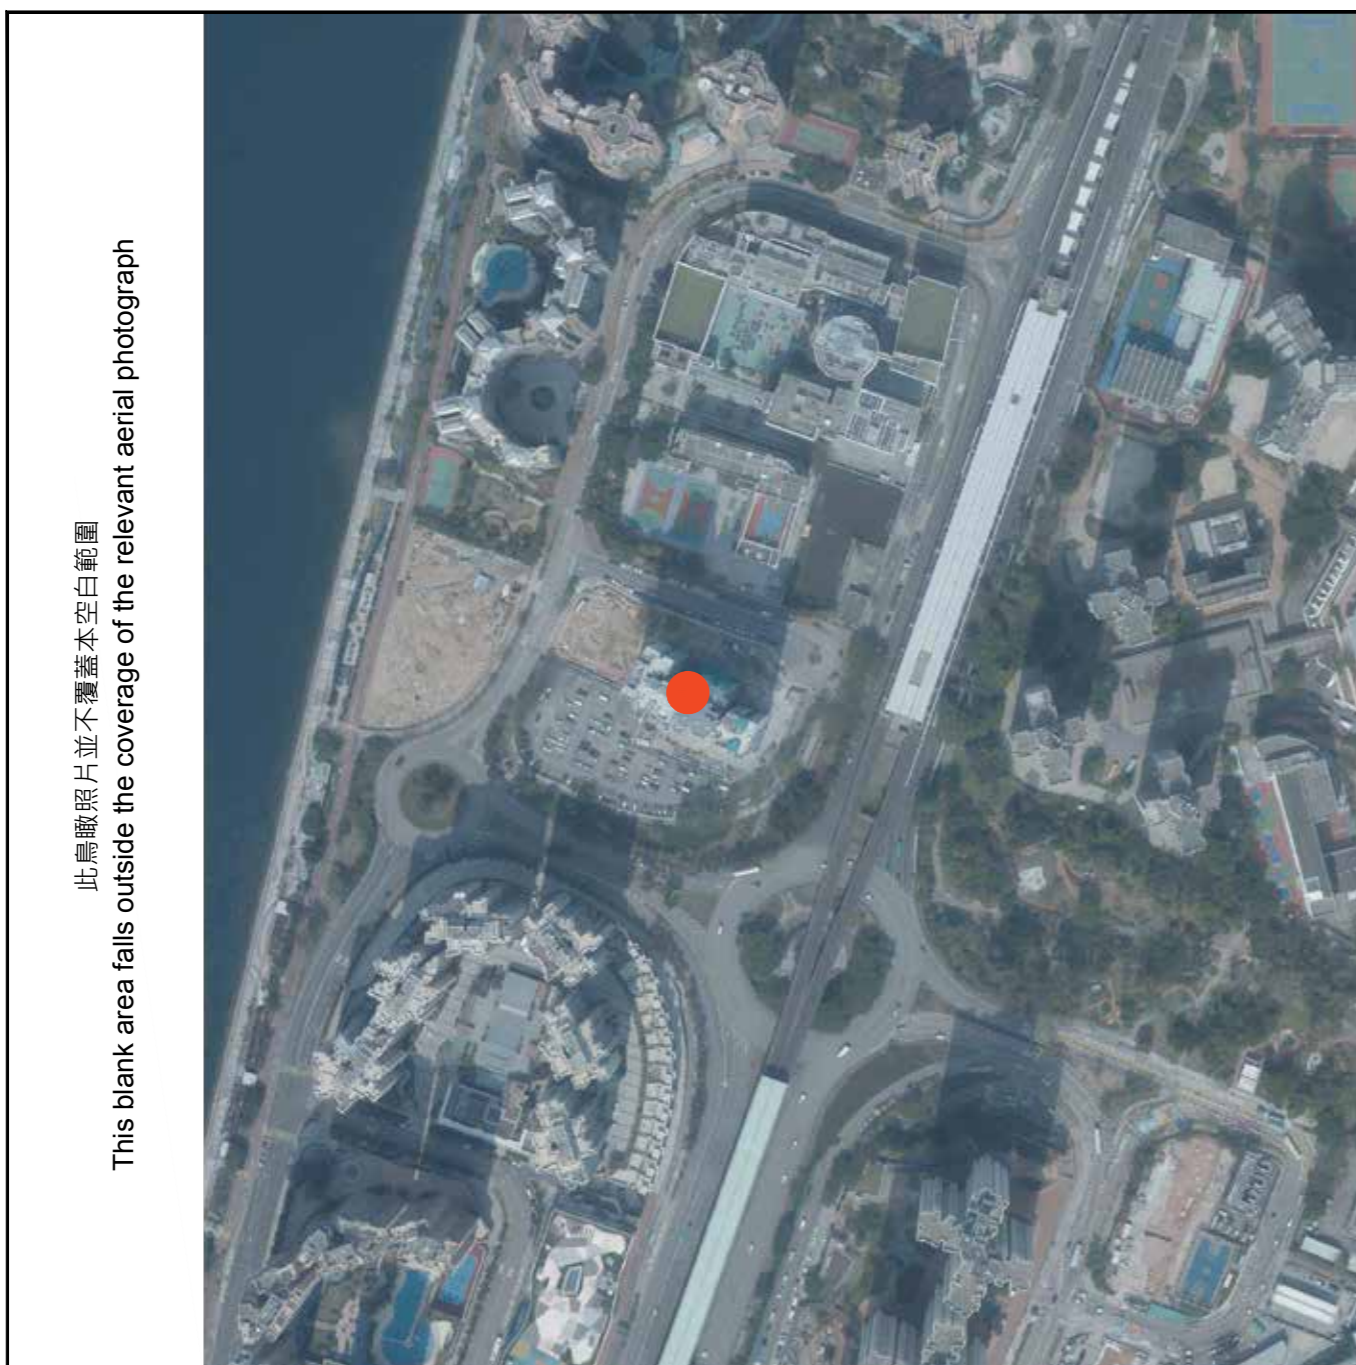 此鳥瞰照片並不覆蓋本空白範圍
This blank area falls outside the coverage of the relevant aerial photograph